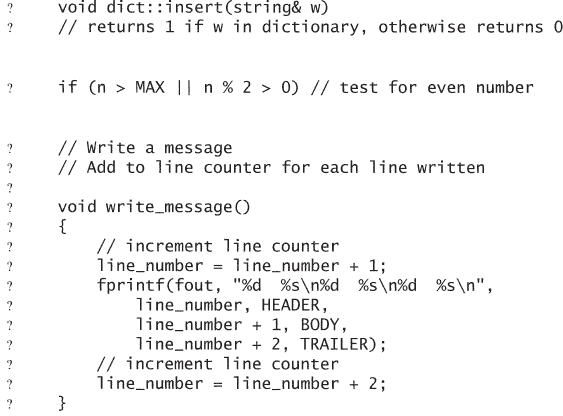 ?     void dict::insert(string& w)
?     // returns 1 if w in dictionary, otherwise returns 0
?     if (n > MAX || n % 2 > 0) // test for even number
?     // Write a message
?     // Add to line counter for each line written
?
?     void write_message()
?     {
?         // increment line counter
?         line_number = line_number + 1;
?         fprintf(fout, "%d  %s\n%d  %s\n%d  %s\n",
?             line_number, HEADER,
?             line_number + 1, BODY,
?             line_number + 2, TRAILER);
?         // increment line counter
?         line_number = line_number + 2;
?     }